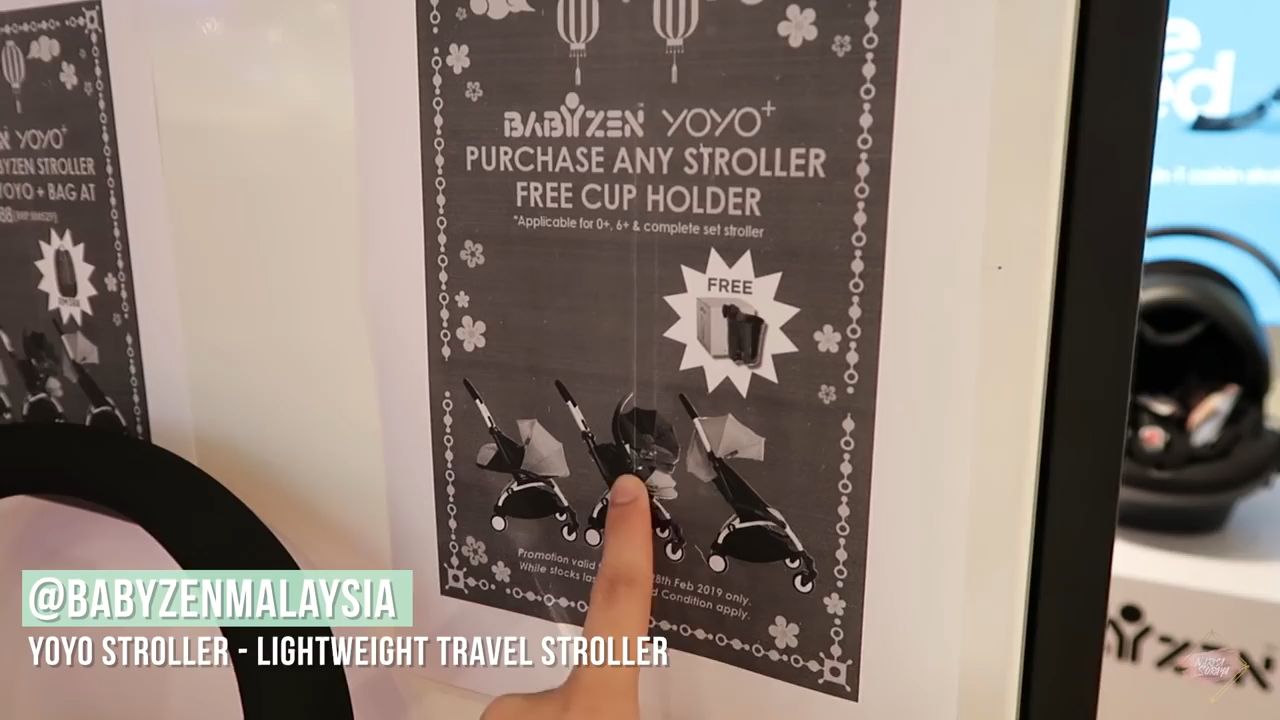 YOYO+
BYZEN STROLLER
YOYO + BAG AT
88
BABYZEN YOYO+
PURCHASE ANY STROLLER
FREE CUP HOLDER
*Applicable for 0+, 6+ & complete set stroller
FREE
Promotion valid
28th Feb 2019 only.
While stocks
Condition apply.
@BABYZENMALAYSIA
YOYO STROLLER - LIGHTWEIGHT TRAVEL STROLLER
YZEN